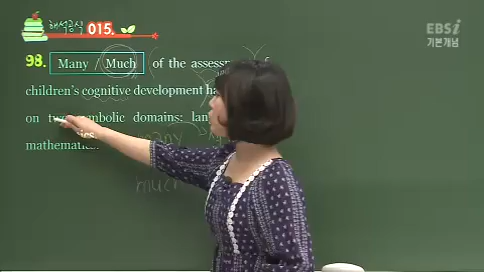 해석공식 015.
EBSi
기본개념
98. Many / Much of the assessm
children's cognitive development ha
on two symbolic domains: lan
mathematics.
many
much